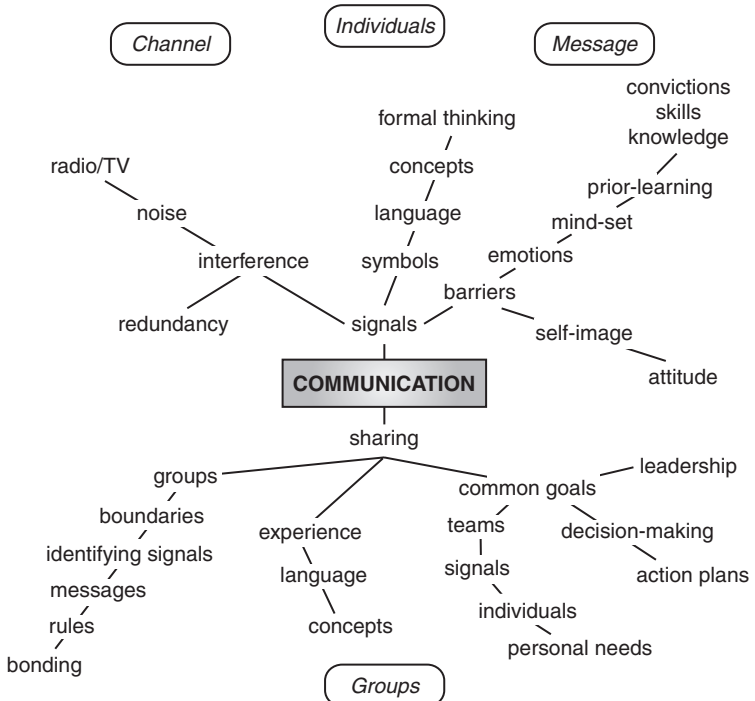 Channel
Individuals
Message
convictions
skills
knowledge
formal thinking
radio/TV
concepts
prior-learning
noise
language
mind-set
interference
symbols
emotions
barriers
redundancy
signals
self-image
attitude
COMMUNICATION
sharing
groups
common goals
leadership
boundaries
experience
teams
decision-making
identifying signals
language
signals
action plans
messages
individuals
rules
concepts
personal needs
bonding
Groups